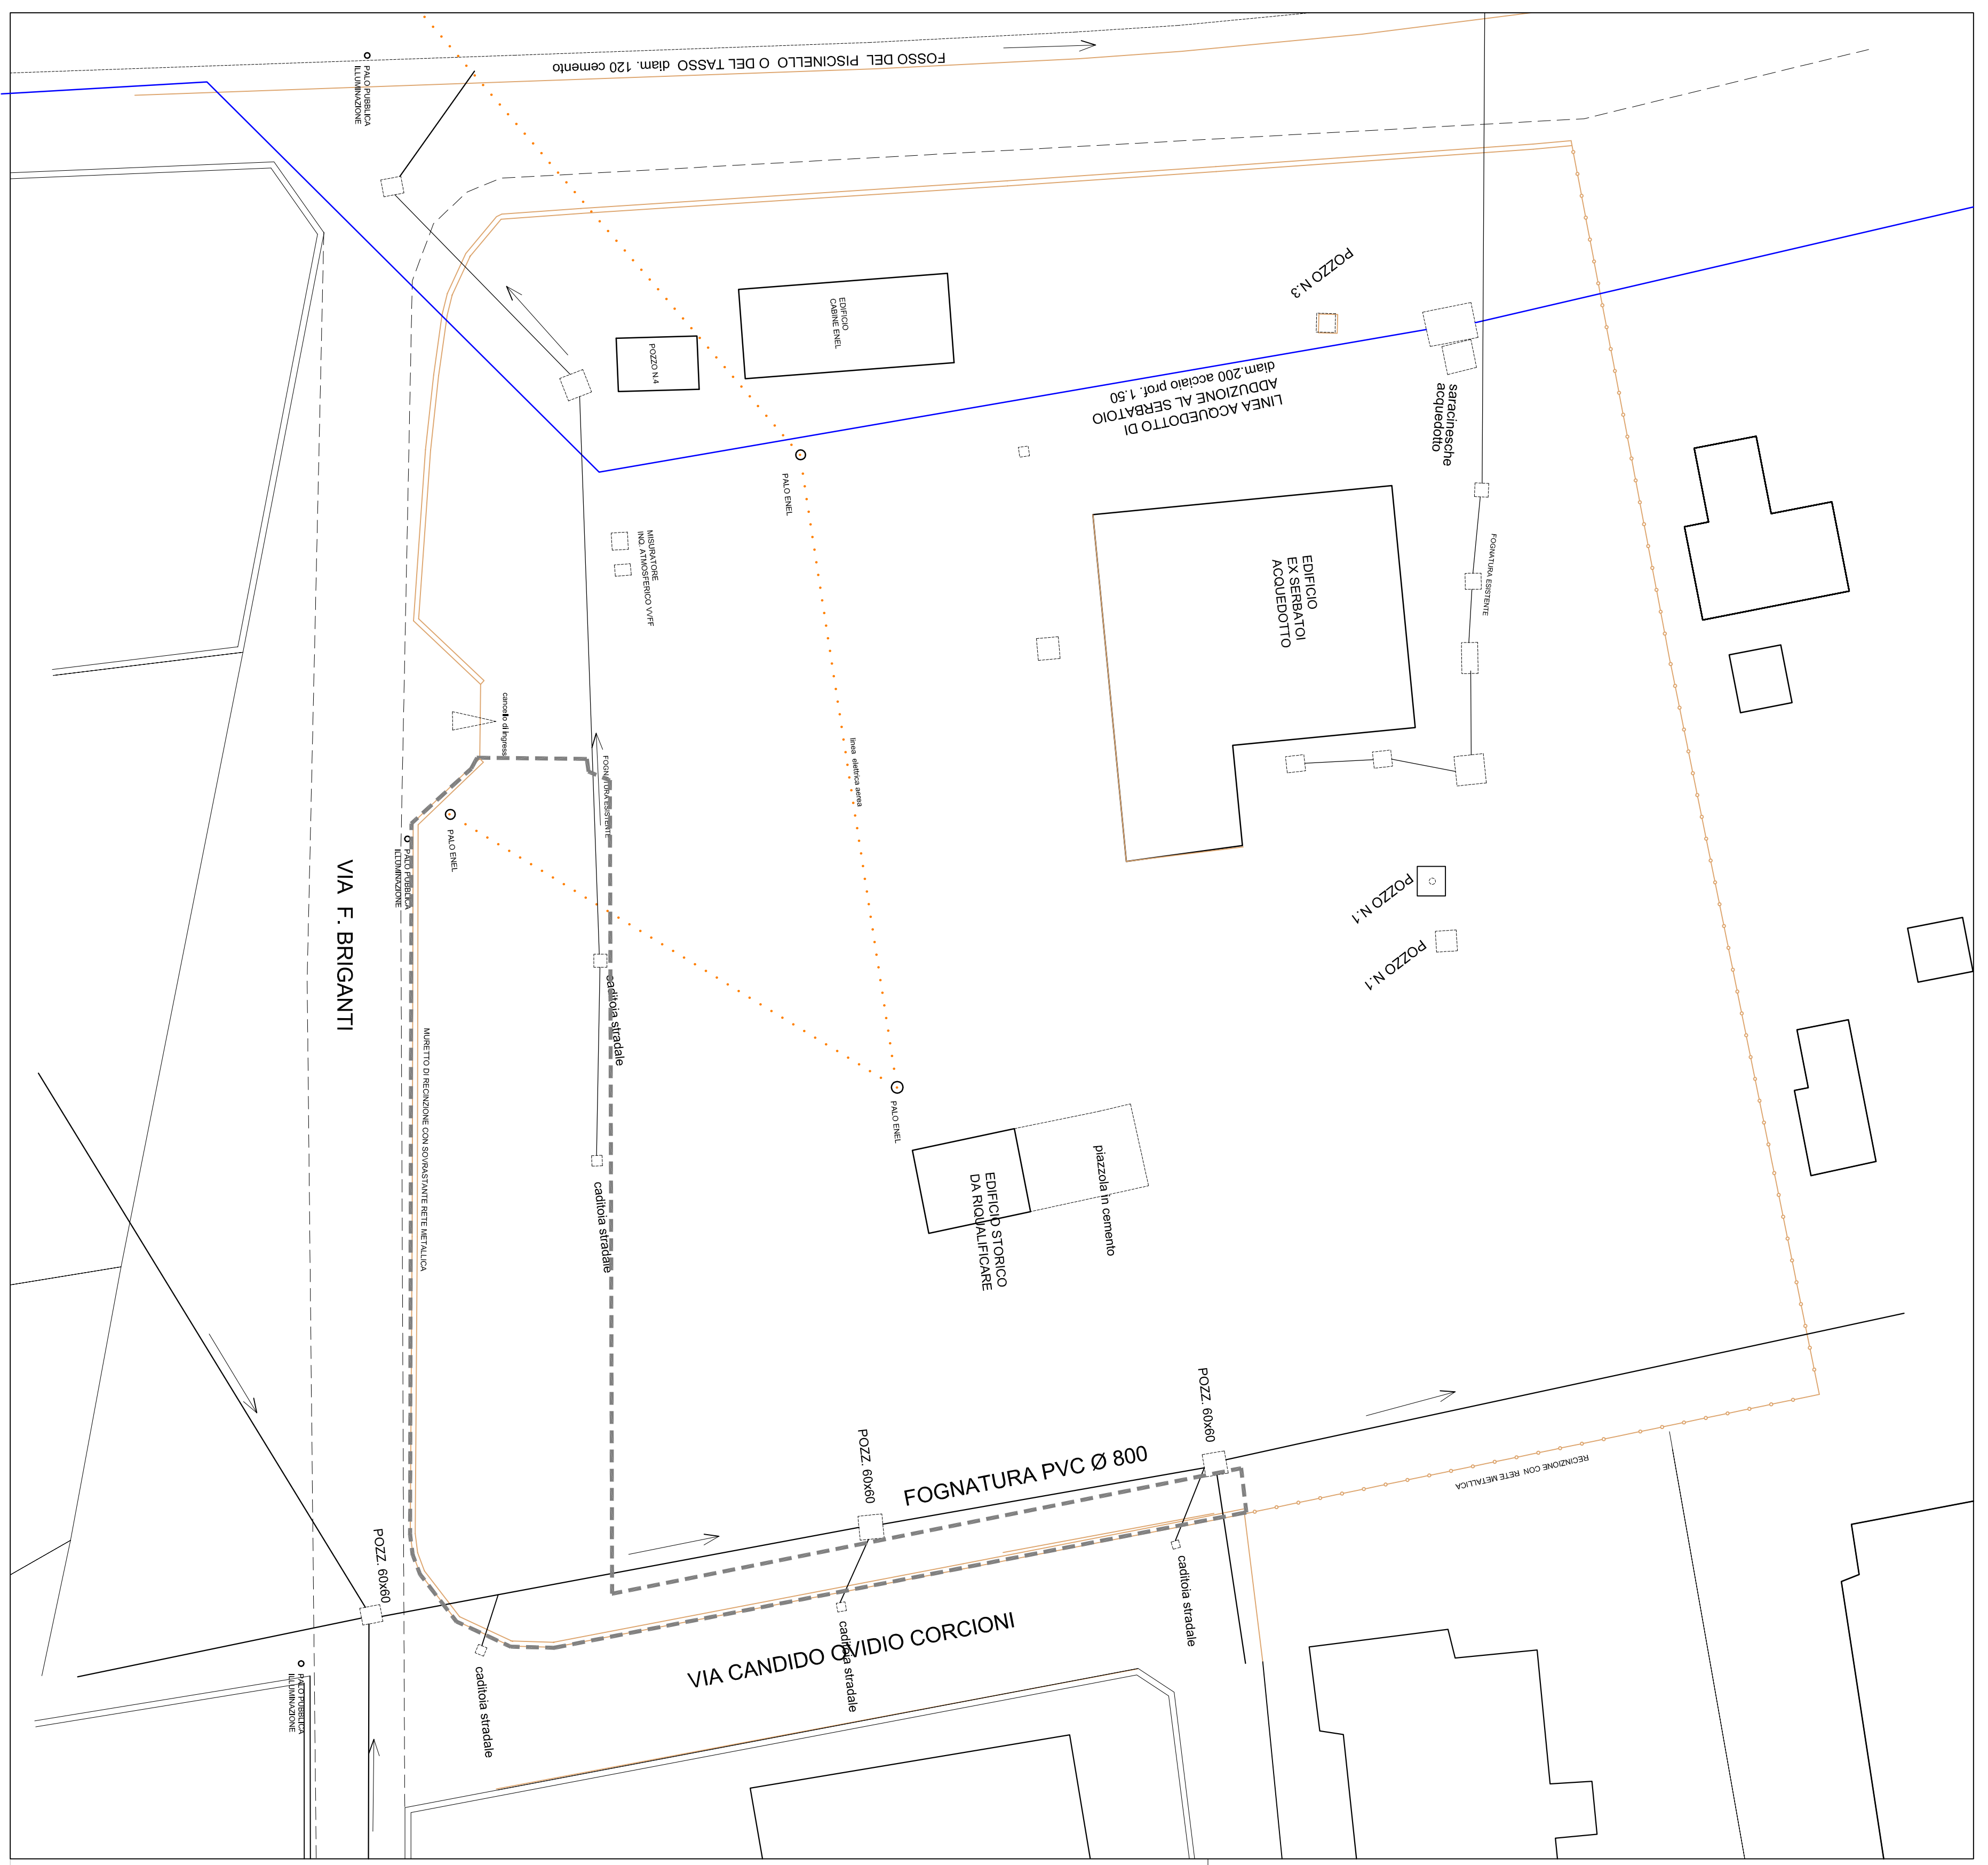 FOSSO DEL PISCINELLO O DEL TASSO diam. 120 cemento
PALO PUBBLICA
ILLUMINAZIONE
POZZO N.3
EDIFICIO
CABINE ENEL
POZZO N.4
LINEA ACQUEDOTTO DI
ADDUZIONE AL SERBATOIO
diam.200 acciaio prof. 1.50
saracinesche
acquedotto
PALO ENEL
MISURATORE
INQ. ATMOSFERICO VVFF
EDIFICIO
EX SERBATOI
ACQUEDOTTO
FOGNATURA ESISTENTE
cancello di ingresso
FOGNATURA ESISTENTE
linea elettrica aerea
PALO ENEL
PALO PUBBLICA
ILLUMINAZIONE
VIA F. BRIGANTI
POZZO N.1
POZZO N.1
caditoia stradale
MURETTO DI RECINZIONE CON SOVRASTANTE RETE METALLICA
PALO ENEL
caditoia stradale
EDIFICIO STORICO
DA RIQUALIFICARE
piazzola in cemento
POZZ. 60x60
POZZ. 60x60
FOGNATURA PVC Ø 800
RECINZIONE CON RETE METALLICA
POZZ. 60x60
caditoia stradale
VIA CANDIDO OVIDIO CORCIONI
caditoia stradale
caditoia stradale
PALO PUBBLICA
ILLUMINAZIONE